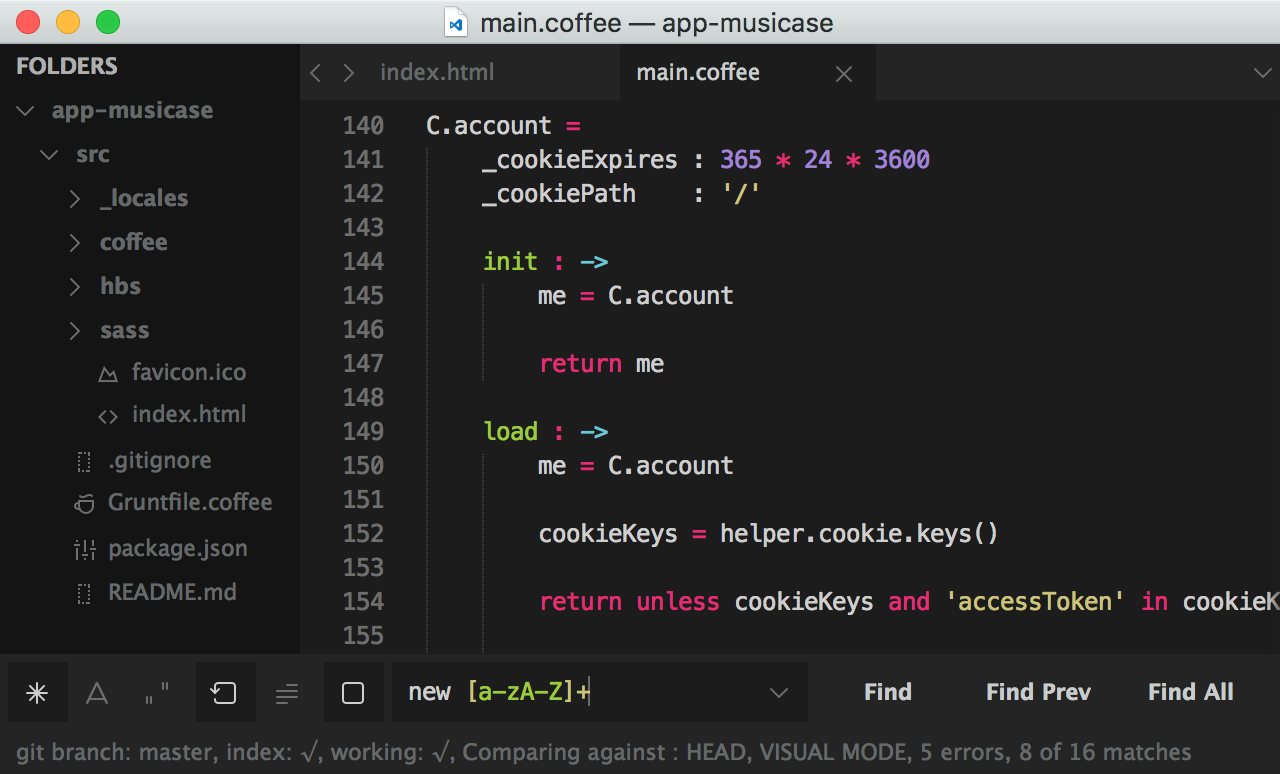 main.coffee — app-musicase
FOLDERS
app-musicase
src
_locales
coffee
hbs
sass
favicon.ico
index.html
.gitignore
Gruntfile.coffee
package.json
README.md
index.html
main.coffee
140 C.account =
141 _cookieExpires : 365 * 24 * 3600
142 _cookiePath    : '/'
143
144 init : ->
145 me = C.account
146
147 return me
148
149 load : ->
150 me = C.account
151
152 cookieKeys = helper.cookie.keys()
153
154 return unless cookieKeys and 'accessToken' in cookieK
155
new [a-zA-Z]+
Find
Find Prev
Find All
git branch: master, index: √, working: √, Comparing against : HEAD, VISUAL MODE, 5 errors, 8 of 16 matches